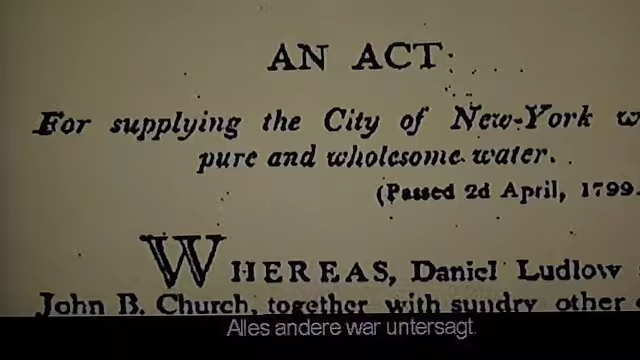 AN ACT
For supplying the City of New-York w
pure and wholesome water.
(Passed 2d April, 1799.
WHEREAS, Daniel Ludlow
John B. Church, together with sundry other
Alles andere war untersagt.